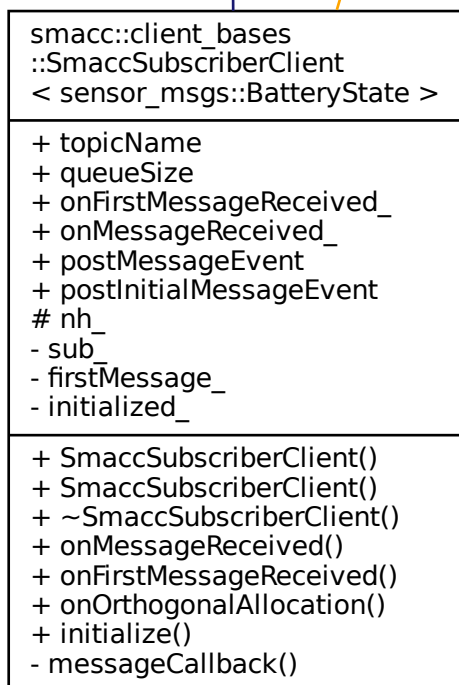 smacc::client_bases
::SmaccSubscriberClient
< sensor_msgs::BatteryState >
+ topicName
+ queueSize
+ onFirstMessageReceived_
+ onMessageReceived_
+ postMessageEvent
+ postInitialMessageEvent
# nh_
- sub_
- firstMessage_
- initialized_
+ SmaccSubscriberClient()
+ SmaccSubscriberClient()
+ ~SmaccSubscriberClient()
+ onMessageReceived()
+ onFirstMessageReceived()
+ onOrthogonalAllocation()
+ initialize()
- messageCallback()